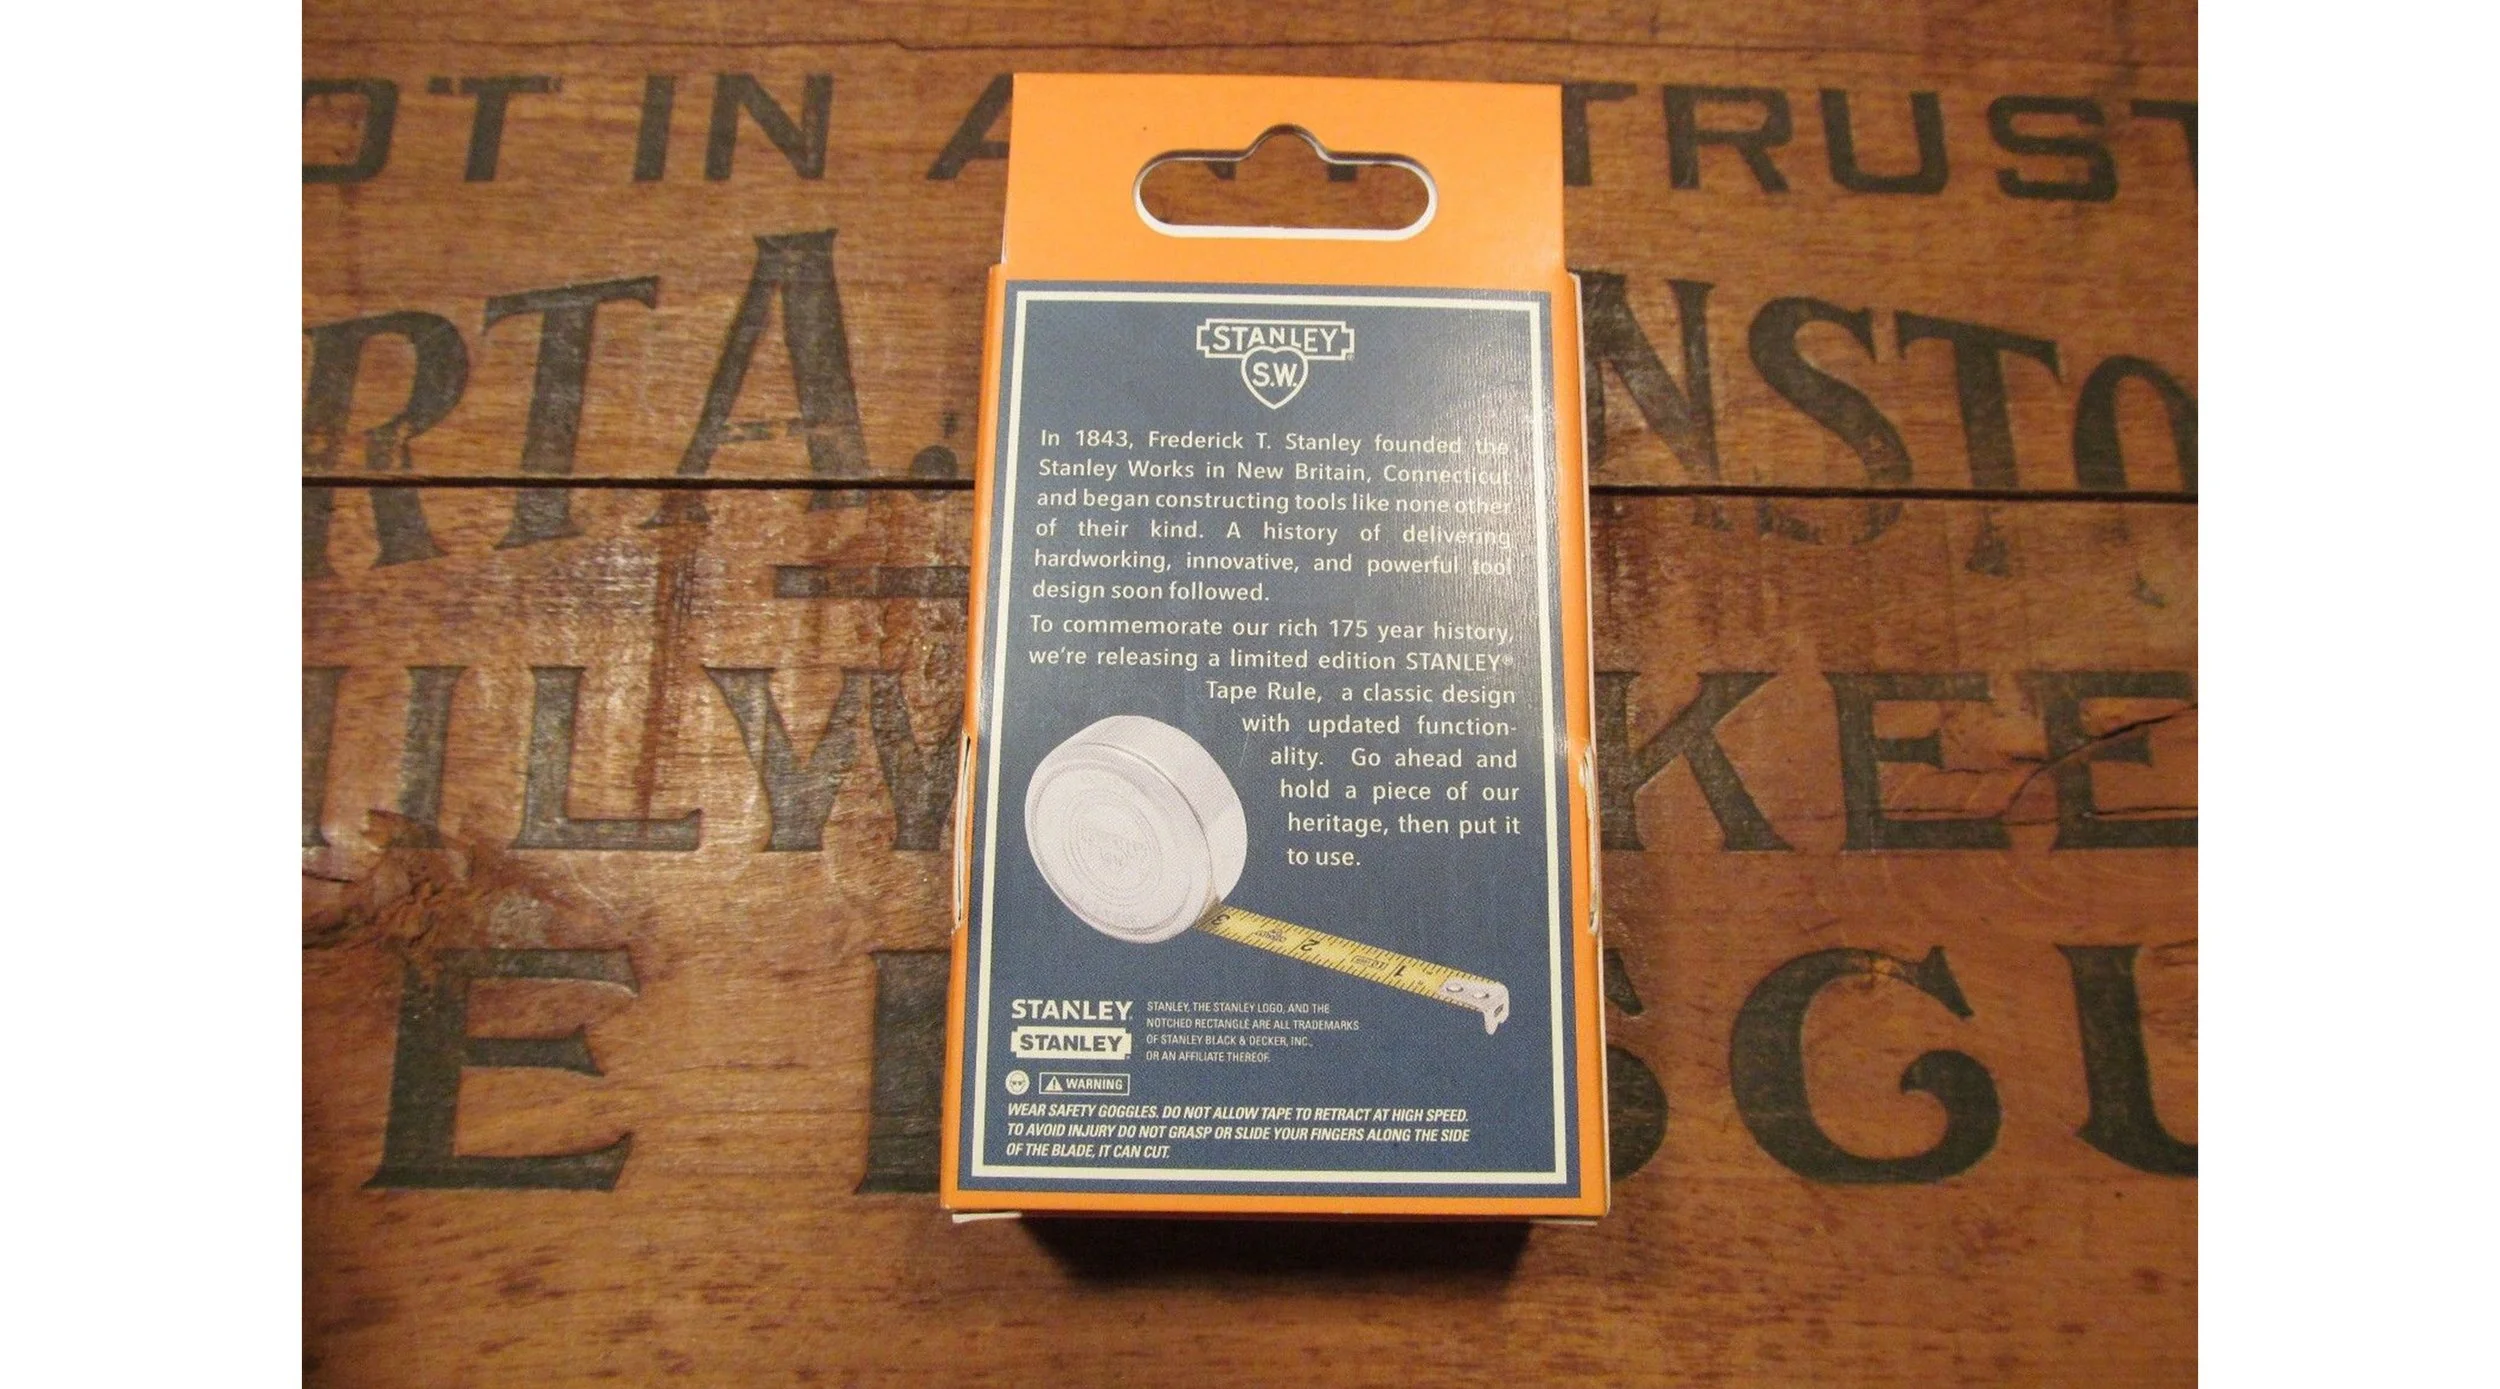 OT IN A TRUST
STANLEY®
S.W.
In 1843, Frederick T. Stanley founded the
Stanley Works in New Britain, Connecticut
and began constructing tools like none other
of their kind. A history of delivering
hardworking, innovative, and powerful tool
design soon followed.
To commemorate our rich 175 year history,
we're releasing a limited edition STANLEY®
Tape Rule, a classic design
with updated function-
ality. Go ahead and
hold a piece of our
heritage, then put it
to use.
3 2 1
STANLEY
STANLEY
STANLEY, THE STANLEY LOGO, AND THE
NOTCHED RECTANGLE ARE ALL TRADEMARKS
OF STANLEY BLACK & DECKER, INC.,
OR AN AFFILIATE THEREOF.
WARNING
WEAR SAFETY GOGGLES. DO NOT ALLOW TAPE TO RETRACT AT HIGH SPEED.
TO AVOID INJURY DO NOT GRASP OR SLIDE YOUR FINGERS ALONG THE SIDE
OF THE BLADE, IT CAN CUT.